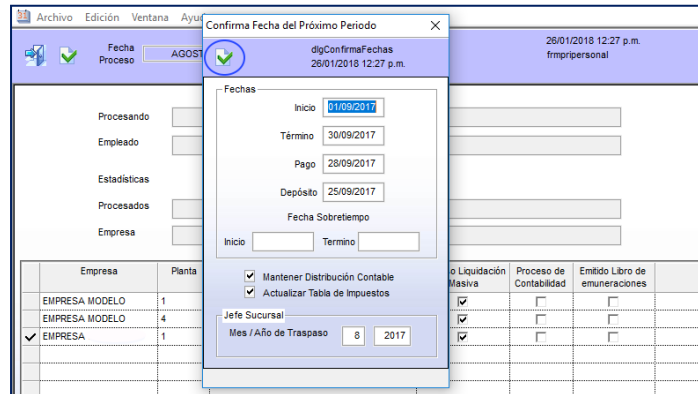 Archivo Edición Ventana Ayu
Confirma Fecha del Próximo Periodo
Fecha
Proceso
AGOST
dlgConfirmaFechas
26/01/2018 12:27 p.m.
26/01/2018 12:27 p.m.
frmpripersonal
Fechas
Inicio 01/09/2017
Término 30/09/2017
Pago 28/09/2017
Depósito 25/09/2017
Fecha Sobretiempo
Inicio Termino
Mantener Distribución Contable
Actualizar Tabla de Impuestos
Jefe Sucursal
Mes / Año de Traspaso 8 2017
Procesando
Empleado
Estadísticas
Procesados
Empresa
Empresa Planta o Liquidación Masiva Proceso de Contabilidad Emitido Libro de emuneraciones
EMPRESA MODELO 1
EMPRESA MODELO 4
EMPRESA 1